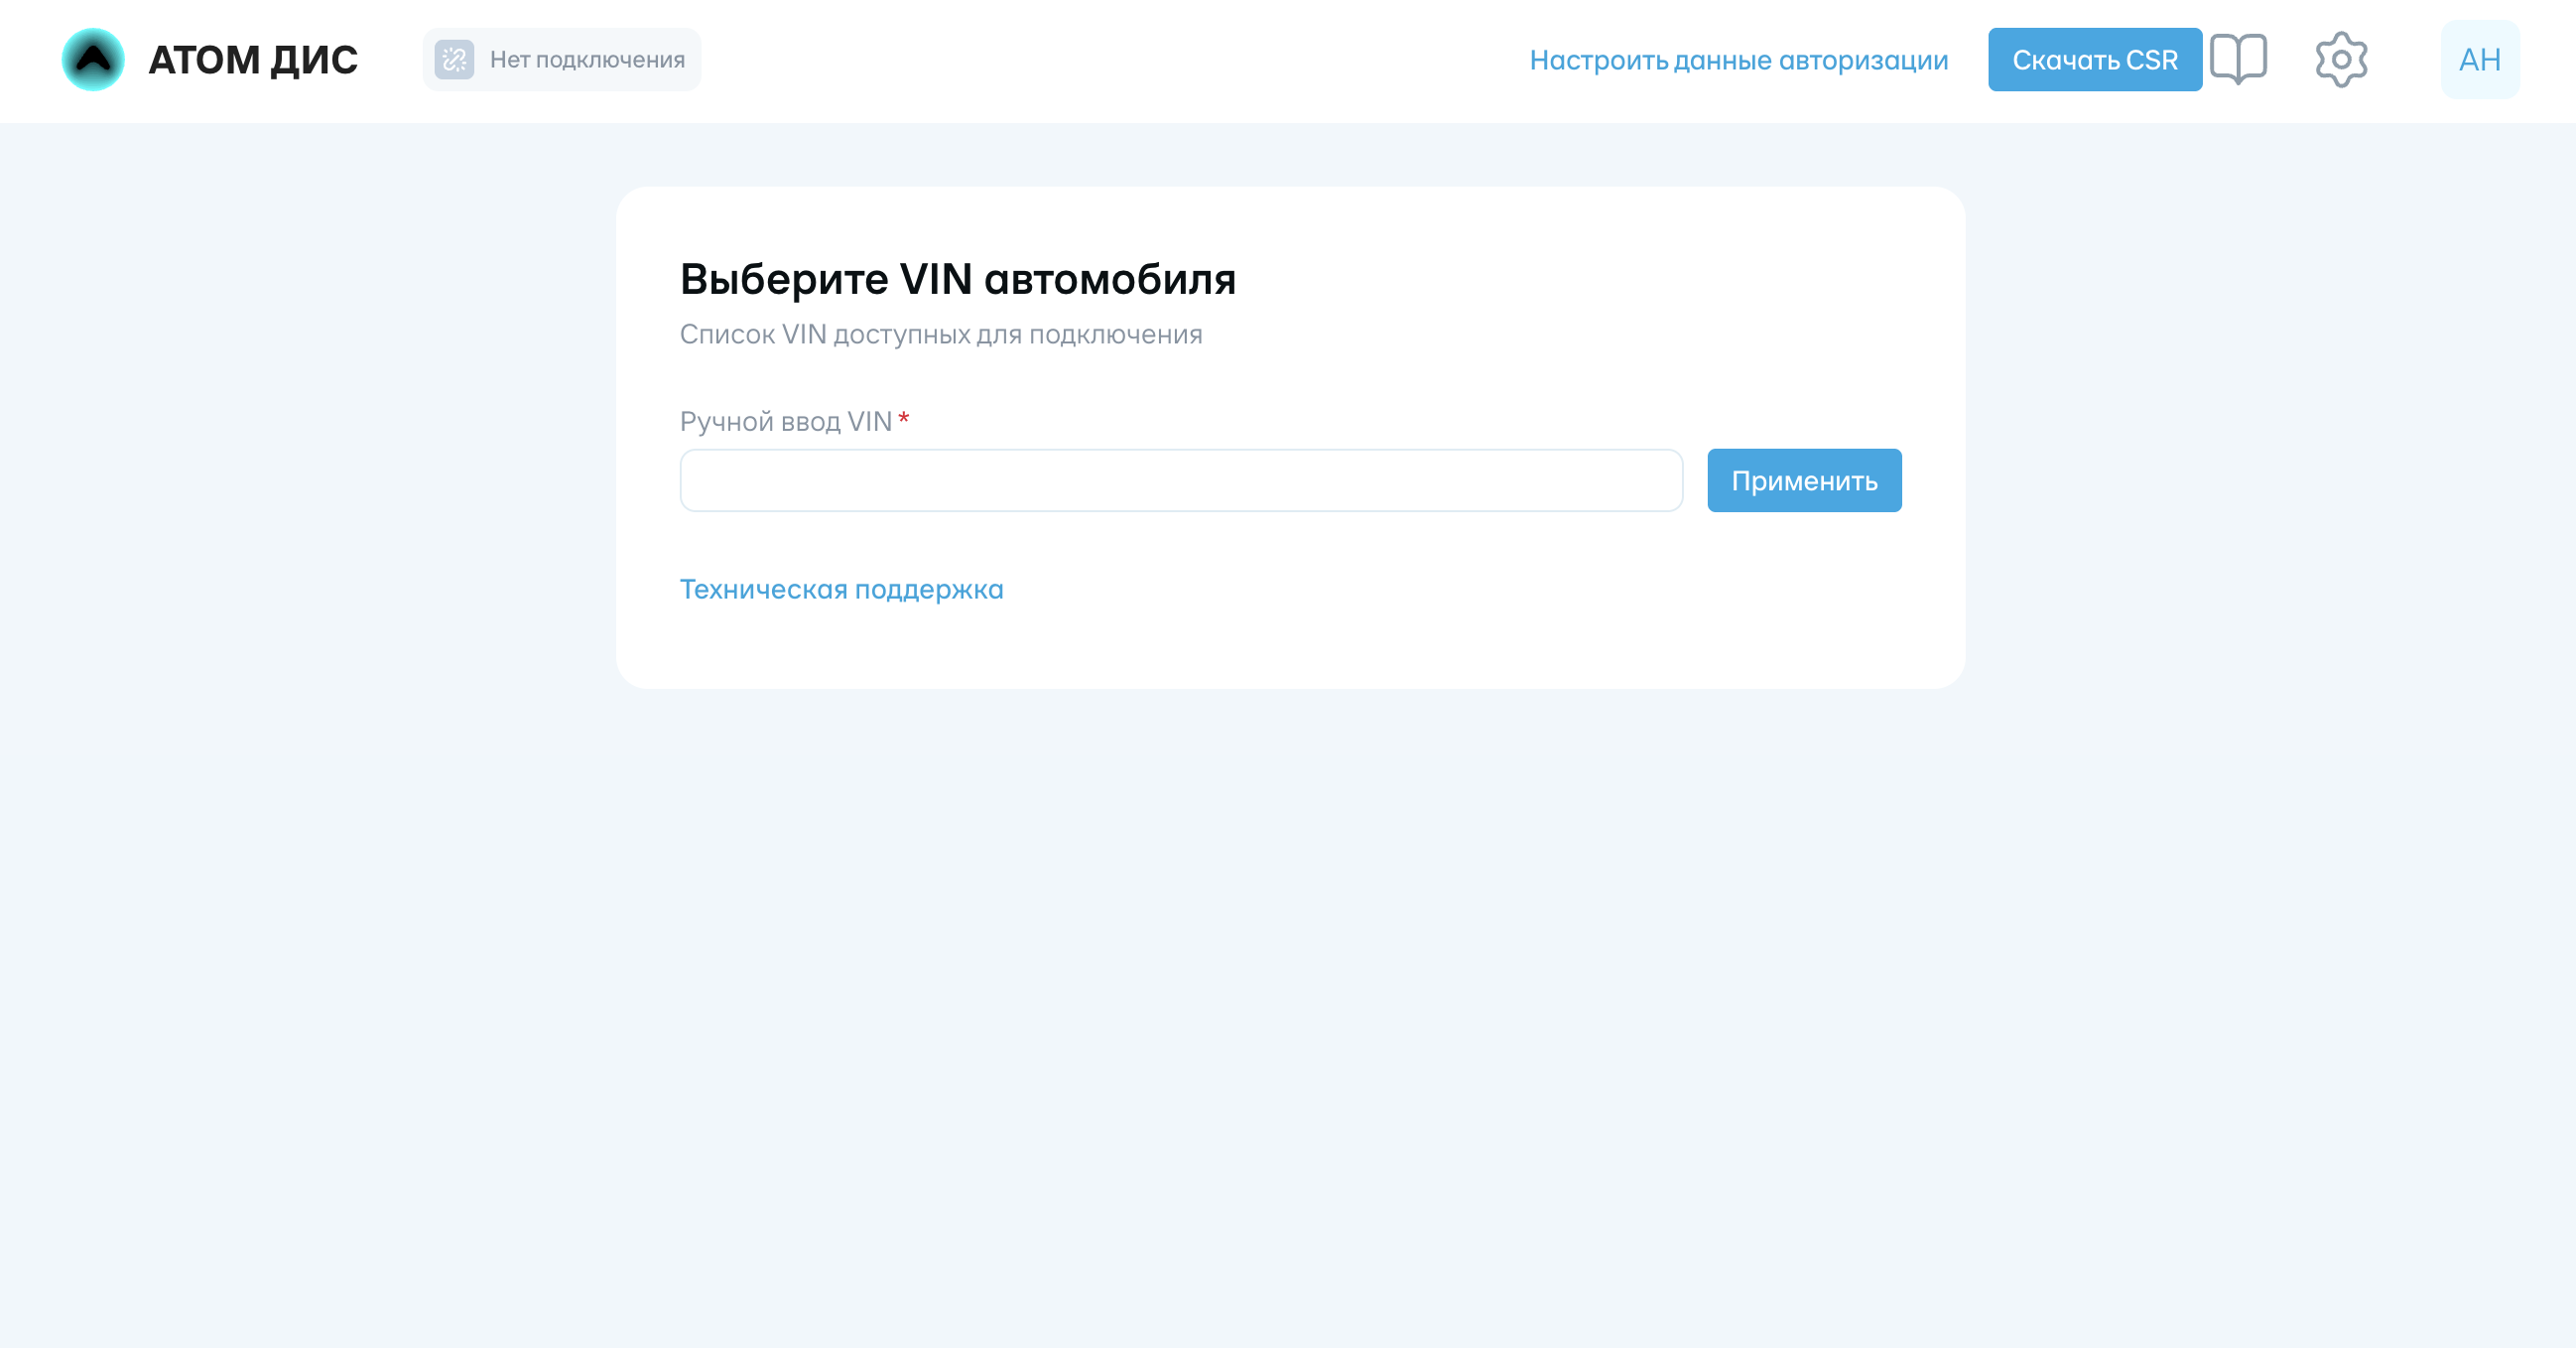 АТОМ ДИС
Нет подключения
Настроить данные авторизации
Скачать CSR
АН
Выберите VIN автомобиля
Список VIN доступных для подключения
Ручной ввод VIN *
Применить
Техническая поддержка